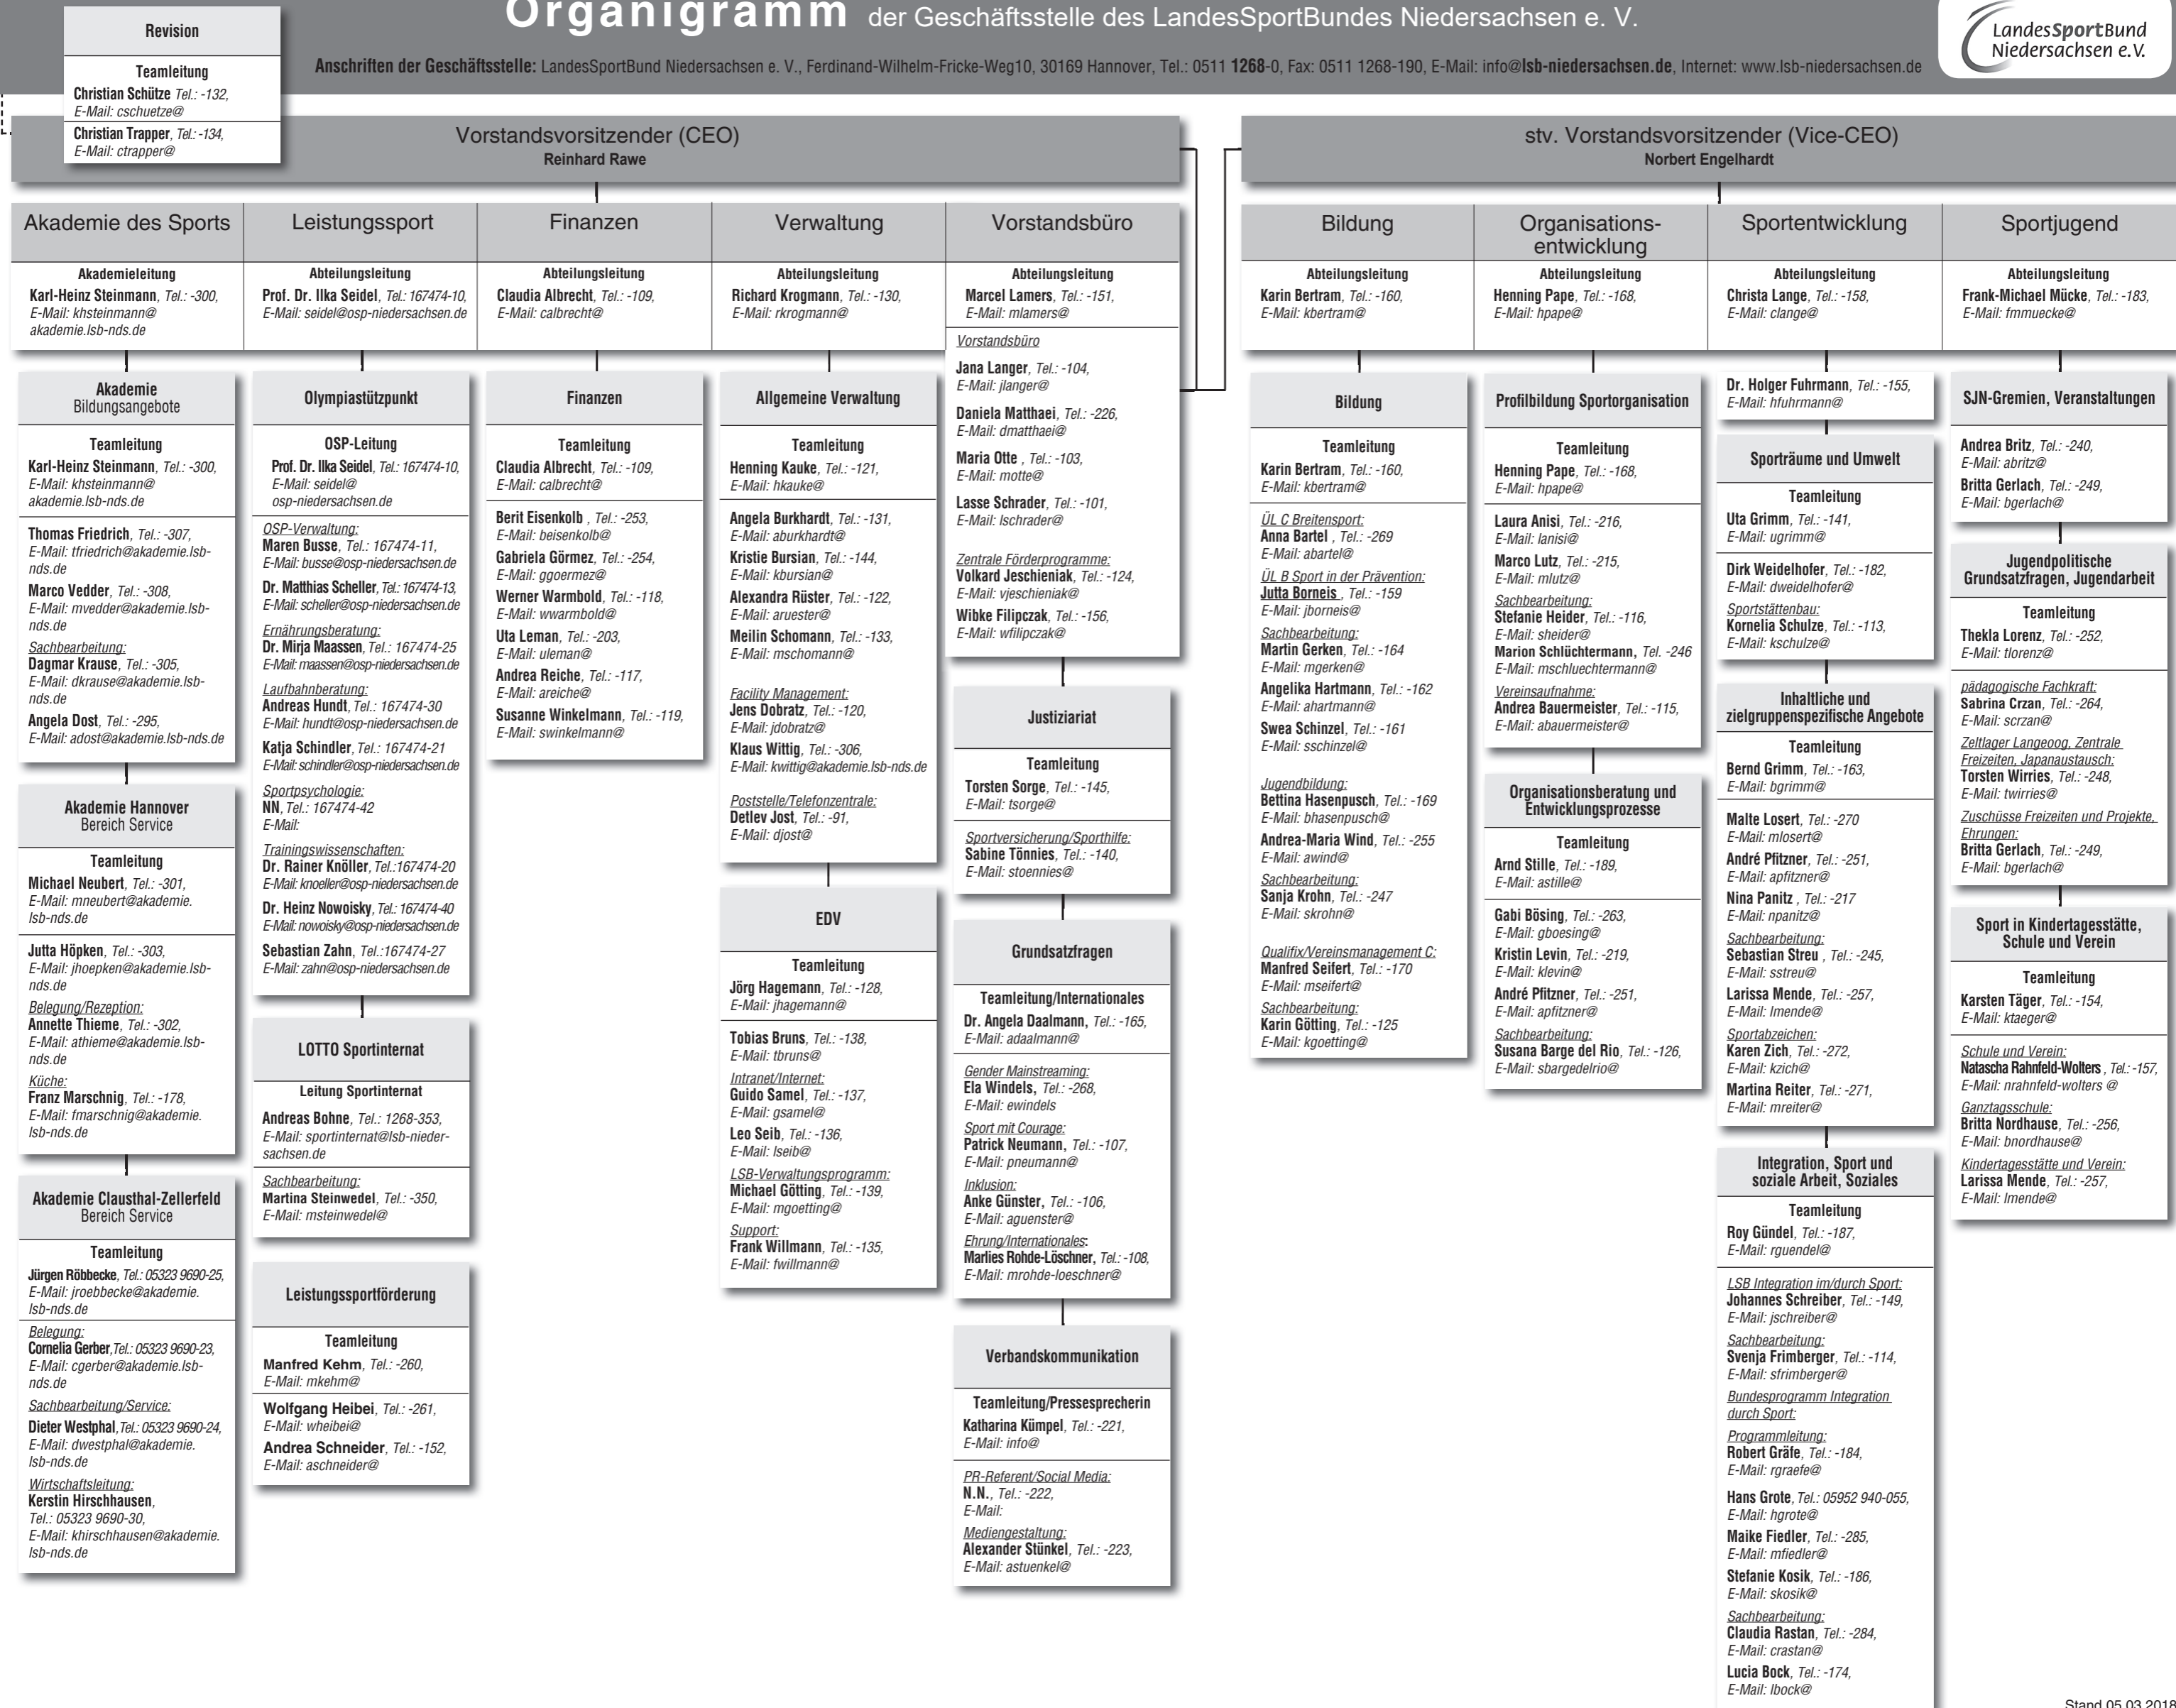 Organigramm der Geschäftsstelle des LandesSportBundes Niedersachsen e. V.
Anschriften der Geschäftsstelle: LandesSportBund Niedersachsen e. V., Ferdinand-Wilhelm-Fricke-Weg10, 30169 Hannover, Tel.: 0511 1268-0, Fax: 0511 1268-190, E-Mail: info@lsb-niedersachsen.de, Internet: www.lsb-niedersachsen.de
LandesSportBund
Niedersachsen e.V.
Revision
Teamleitung
Christian Schütze Tel.: -132,
E-Mail: cschuetze@
Christian Trapper, Tel.: -134,
E-Mail: ctrapper@
Vorstandsvorsitzender (CEO)
Reinhard Rawe
stv. Vorstandsvorsitzender (Vice-CEO)
Norbert Engelhardt
Akademie des Sports
Akademieleitung
Karl-Heinz Steinmann, Tel.: -300,
E-Mail: khsteinmann@
akademie.lsb-nds.de
Akademie
Bildungsangebote
Teamleitung
Karl-Heinz Steinmann, Tel.: -300,
E-Mail: khsteinmann@
akademie.lsb-nds.de
Thomas Friedrich, Tel.: -307,
E-Mail: tfriedrich@akademie.lsb-
nds.de
Marco Vedder, Tel.: -308,
E-Mail: mvedder@akademie.lsb-
nds.de
Sachbearbeitung:
Dagmar Krause, Tel.: -305,
E-Mail: dkrause@akademie.lsb-
nds.de
Angela Dost, Tel.: -295,
E-Mail: adost@akademie.lsb-nds.de
Akademie Hannover
Bereich Service
Teamleitung
Michael Neubert, Tel.: -301,
E-Mail: mneubert@akademie.
lsb-nds.de
Jutta Höpken, Tel.: -303,
E-Mail: jhoepken@akademie.lsb-
nds.de
Belegung/Rezeption:
Annette Thieme, Tel.: -302,
E-Mail: athieme@akademie.lsb-
nds.de
Küche:
Franz Marschnig, Tel.: -178,
E-Mail: fmarschnig@akademie.
lsb-nds.de
Akademie Clausthal-Zellerfeld
Bereich Service
Teamleitung
Jürgen Röbbecke, Tel.: 05323 9690-25,
E-Mail: jroebbecke@akademie.
lsb-nds.de
Belegung:
Cornelia Gerber,Tel.: 05323 9690-23,
E-Mail: cgerber@akademie.lsb-
nds.de
Sachbearbeitung/Service:
Dieter Westphal,Tel.: 05323 9690-24,
E-Mail: dwestphal@akademie.
lsb-nds.de
Wirtschaftsleitung:
Kerstin Hirschhausen,
Tel.: 05323 9690-30,
E-Mail: khirschhausen@akademie.
lsb-nds.de
Leistungssport
Abteilungsleitung
Prof. Dr. Ilka Seidel, Tel.: 167474-10,
E-Mail: seidel@osp-niedersachsen.de
Olympiastützpunkt
OSP-Leitung
Prof. Dr. Ilka Seidel, Tel.: 167474-10,
E-Mail: seidel@
osp-niedersachsen.de
OSP-Verwaltung:
Maren Busse, Tel.: 167474-11,
E-Mail: busse@osp-niedersachsen.de
Dr. Matthias Scheller, Tel.: 167474-13,
E-Mail: scheller@osp-niedersachsen.de
Ernährungsberatung:
Dr. Mirja Maassen, Tel.: 167474-25
E-Mail: maassen@osp-niedersachsen.de
Laufbahnberatung:
Andreas Hundt, Tel.: 167474-30
E-Mail: hundt@osp-niedersachsen.de
Katja Schindler, Tel.: 167474-21
E-Mail: schindler@osp-niedersachsen.de
Sportpsychologie:
NN, Tel.: 167474-42
E-Mail:
Trainingswissenschaften:
Dr. Rainer Knöller, Tel.:167474-20
E-Mail: knoeller@osp-niedersachsen.de
Dr. Heinz Nowoisky, Tel.: 167474-40
E-Mail: nowoisky@osp-niedersachsen.de
Sebastian Zahn, Tel.:167474-27
E-Mail: zahn@osp-niedersachsen.de
LOTTO Sportinternat
Leitung Sportinternat
Andreas Bohne, Tel.: 1268-353,
E-Mail: sportinternat@lsb-nieder-
sachsen.de
Sachbearbeitung:
Martina Steinwedel, Tel.: -350,
E-Mail: msteinwedel@
Leistungssportförderung
Teamleitung
Manfred Kehm, Tel.: -260,
E-Mail: mkehm@
Wolfgang Heibei, Tel.: -261,
E-Mail: wheibei@
Andrea Schneider, Tel.: -152,
E-Mail: aschneider@
Finanzen
Abteilungsleitung
Claudia Albrecht, Tel.: -109,
E-Mail: calbrecht@
Finanzen
Teamleitung
Claudia Albrecht, Tel.: -109,
E-Mail: calbrecht@
Berit Eisenkolb , Tel.: -253,
E-Mail: beisenkolb@
Gabriela Görmez, Tel.: -254,
E-Mail: ggoermez@
Werner Warmbold, Tel.: -118,
E-Mail: wwarmbold@
Uta Leman, Tel.: -203,
E-Mail: uleman@
Andrea Reiche, Tel.: -117,
E-Mail: areiche@
Susanne Winkelmann, Tel.: -119,
E-Mail: swinkelmann@
Verwaltung
Abteilungsleitung
Richard Krogmann, Tel.: -130,
E-Mail: rkrogmann@
Allgemeine Verwaltung
Teamleitung
Henning Kauke, Tel.: -121,
E-Mail: hkauke@
Angela Burkhardt, Tel.: -131,
E-Mail: aburkhardt@
Kristie Bursian, Tel.: -144,
E-Mail: kbursian@
Alexandra Rüster, Tel.: -122,
E-Mail: aruester@
Meilin Schomann, Tel.: -133,
E-Mail: mschomann@
Facility Management:
Jens Dobratz, Tel.: -120,
E-Mail: jdobratz@
Klaus Wittig, Tel.: -306,
E-Mail: kwittig@akademie.lsb-nds.de
Poststelle/Telefonzentrale:
Detlev Jost, Tel.: -91,
E-Mail: djost@
EDV
Teamleitung
Jörg Hagemann, Tel.: -128,
E-Mail: jhagemann@
Tobias Bruns, Tel.: -138,
E-Mail: tbruns@
Intranet/Internet:
Guido Samel, Tel.: -137,
E-Mail: gsamel@
Leo Seib, Tel.: -136,
E-Mail: lseib@
LSB-Verwaltungsprogramm:
Michael Götting, Tel.: -139,
E-Mail: mgoetting@
Support:
Frank Willmann, Tel.: -135,
E-Mail: fwillmann@
Vorstandsbüro
Abteilungsleitung
Marcel Lamers, Tel.: -151,
E-Mail: mlamers@
Vorstandsbüro
Jana Langer, Tel.: -104,
E-Mail: jlanger@
Daniela Matthaei, Tel.: -226,
E-Mail: dmatthaei@
Maria Otte , Tel.: -103,
E-Mail: motte@
Lasse Schrader, Tel.: -101,
E-Mail: lschrader@
Zentrale Förderprogramme:
Volkard Jeschieniak, Tel.: -124,
E-Mail: vjeschieniak@
Wibke Filipczak, Tel.: -156,
E-Mail: wfilipczak@
Justiziariat
Teamleitung
Torsten Sorge, Tel.: -145,
E-Mail: tsorge@
Sportversicherung/Sporthilfe:
Sabine Tönnies, Tel.: -140,
E-Mail: stoennies@
Grundsatzfragen
Teamleitung/Internationales
Dr. Angela Daalmann, Tel.: -165,
E-Mail: adaalmann@
Gender Mainstreaming:
Ela Windels, Tel.: -268,
E-Mail: ewindels
Sport mit Courage:
Patrick Neumann, Tel.: -107,
E-Mail: pneumann@
Inklusion:
Anke Günster, Tel.: -106,
E-Mail: aguenster@
Ehrung/Internationales:
Marlies Rohde-Löschner, Tel.: -108,
E-Mail: mrohde-loeschner@
Verbandskommunikation
Teamleitung/Pressesprecherin
Katharina Kümpel, Tel.: -221,
E-Mail: info@
PR-Referent/Social Media:
N.N., Tel.: -222,
E-Mail:
Mediengestaltung:
Alexander Stünkel, Tel.: -223,
E-Mail: astuenkel@
Bildung
Abteilungsleitung
Karin Bertram, Tel.: -160,
E-Mail: kbertram@
Bildung
Teamleitung
Karin Bertram, Tel.: -160,
E-Mail: kbertram@
ÜL C Breitensport:
Anna Bartel , Tel.: -269
E-Mail: abartel@
ÜL B Sport in der Prävention:
Jutta Borneis , Tel.: -159
E-Mail: jborneis@
Sachbearbeitung:
Martin Gerken, Tel.: -164
E-Mail: mgerken@
Angelika Hartmann, Tel.: -162
E-Mail: ahartmann@
Swea Schinzel, Tel.: -161
E-Mail: sschinzel@
Jugendbildung:
Bettina Hasenpusch, Tel.: -169
E-Mail: bhasenpusch@
Andrea-Maria Wind, Tel.: -255
E-Mail: awind@
Sachbearbeitung:
Sanja Krohn, Tel.: -247
E-Mail: skrohn@
Qualifix/Vereinsmanagement C:
Manfred Seifert, Tel.: -170
E-Mail: mseifert@
Sachbearbeitung:
Karin Götting, Tel.: -125
E-Mail: kgoetting@
Organisations-
entwicklung
Abteilungsleitung
Henning Pape, Tel.: -168,
E-Mail: hpape@
Profilbildung Sportorganisation
Teamleitung
Henning Pape, Tel.: -168,
E-Mail: hpape@
Laura Anisi, Tel.: -216,
E-Mail: lanisi@
Marco Lutz, Tel.: -215,
E-Mail: mlutz@
Sachbearbeitung:
Stefanie Heider, Tel.: -116,
E-Mail: sheider@
Marion Schlüchtermann, Tel. -246
E-Mail: mschluechtermann@
Vereinsaufnahme:
Andrea Bauermeister, Tel.: -115,
E-Mail: abauermeister@
Organisationsberatung und
Entwicklungsprozesse
Teamleitung
Arnd Stille, Tel.: -189,
E-Mail: astille@
Gabi Bösing, Tel.: -263,
E-Mail: gboesing@
Kristin Levin, Tel.: -219,
E-Mail: klevin@
André Pfitzner, Tel.: -251,
E-Mail: apfitzner@
Sachbearbeitung:
Susana Barge del Rio, Tel.: -126,
E-Mail: sbargedelrio@
Sportentwicklung
Abteilungsleitung
Christa Lange, Tel.: -158,
E-Mail: clange@
Dr. Holger Fuhrmann, Tel.: -155,
E-Mail: hfuhrmann@
Sporträume und Umwelt
Teamleitung
Uta Grimm, Tel.: -141,
E-Mail: ugrimm@
Dirk Weidelhofer, Tel.: -182,
E-Mail: dweidelhofer@
Sportstättenbau:
Kornelia Schulze, Tel.: -113,
E-Mail: kschulze@
Inhaltliche und
zielgruppenspezifische Angebote
Teamleitung
Bernd Grimm, Tel.: -163,
E-Mail: bgrimm@
Malte Losert, Tel.: -270
E-Mail: mlosert@
André Pfitzner, Tel.: -251,
E-Mail: apfitzner@
Nina Panitz , Tel.: -217
E-Mail: npanitz@
Sachbearbeitung:
Sebastian Streu , Tel.: -245,
E-Mail: sstreu@
Larissa Mende, Tel.: -257,
E-Mail: lmende@
Sportabzeichen:
Karen Zich, Tel.: -272,
E-Mail: kzich@
Martina Reiter, Tel.: -271,
E-Mail: mreiter@
Integration, Sport und
soziale Arbeit, Soziales
Teamleitung
Roy Gündel, Tel.: -187,
E-Mail: rguendel@
LSB Integration im/durch Sport:
Johannes Schreiber, Tel.: -149,
E-Mail: jschreiber@
Sachbearbeitung:
Svenja Frimberger, Tel.: -114,
E-Mail: sfrimberger@
Bundesprogramm Integration
durch Sport:
Programmleitung:
Robert Gräfe, Tel.: -184,
E-Mail: rgraefe@
Hans Grote, Tel.: 05952 940-055,
E-Mail: hgrote@
Maike Fiedler, Tel.: -285,
E-Mail: mfiedler@
Stefanie Kosik, Tel.: -186,
E-Mail: skosik@
Sachbearbeitung:
Claudia Rastan, Tel.: -284,
E-Mail: crastan@
Lucia Bock, Tel.: -174,
E-Mail: lbock@
Sportjugend
Abteilungsleitung
Frank-Michael Mücke, Tel.: -183,
E-Mail: fmmuecke@
SJN-Gremien, Veranstaltungen
Andrea Britz, Tel.: -240,
E-Mail: abritz@
Britta Gerlach, Tel.: -249,
E-Mail: bgerlach@
Jugendpolitische
Grundsatzfragen, Jugendarbeit
Teamleitung
Thekla Lorenz, Tel.: -252,
E-Mail: tlorenz@
pädagogische Fachkraft:
Sabrina Crzan, Tel.: -264,
E-Mail: scrzan@
Zeltlager Langeoog, Zentrale
Freizeiten, Japanaustausch:
Torsten Wirries, Tel.: -248,
E-Mail: twirries@
Zuschüsse Freizeiten und Projekte,
Ehrungen:
Britta Gerlach, Tel.: -249,
E-Mail: bgerlach@
Sport in Kindertagesstätte,
Schule und Verein
Teamleitung
Karsten Täger, Tel.: -154,
E-Mail: ktaeger@
Schule und Verein:
Natascha Rahnfeld-Wolters , Tel.: -157,
E-Mail: nrahnfeld-wolters @
Ganztagsschule:
Britta Nordhause, Tel.: -256,
E-Mail: bnordhause@
Kindertagesstätte und Verein:
Larissa Mende, Tel.: -257,
E-Mail: lmende@
Stand 05.03.2018